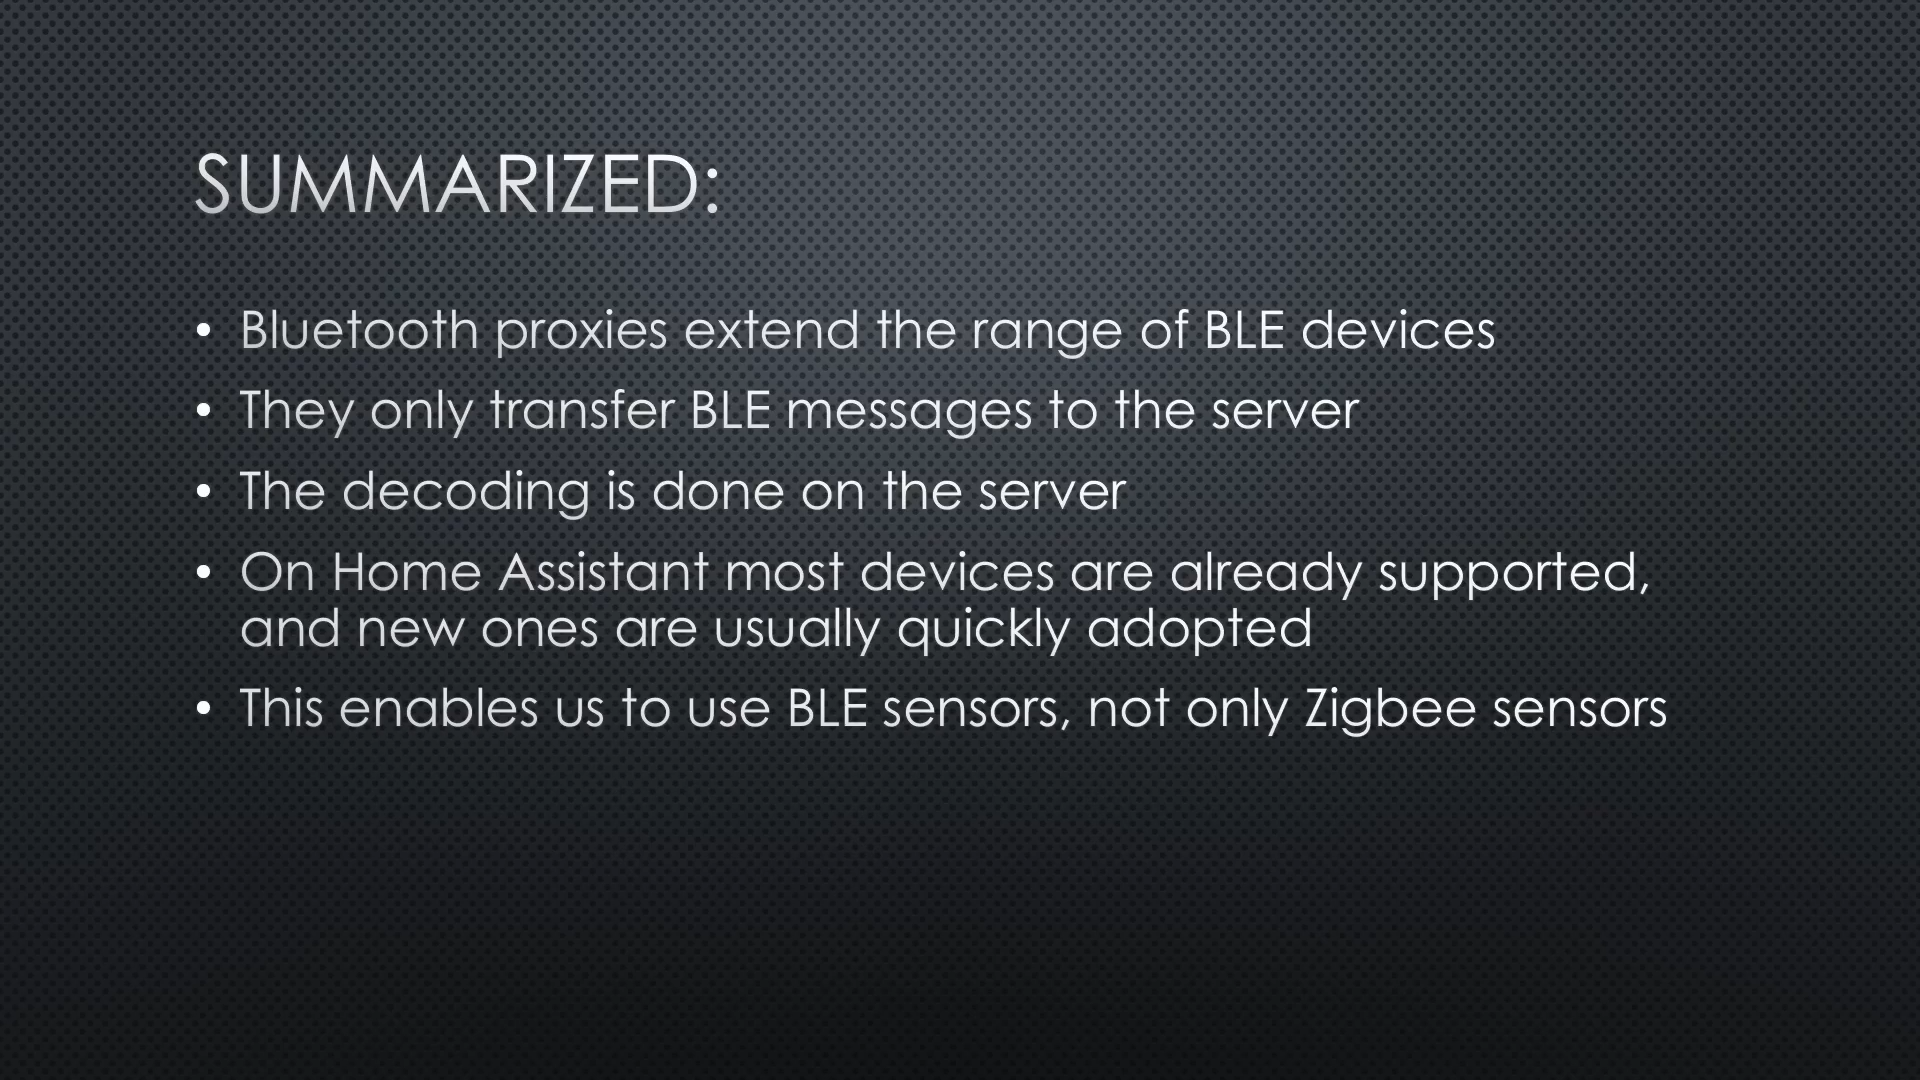 SUMMARIZED:
• Bluetooth proxies extend the range of BLE devices
• They only transfer BLE messages to the server
• The decoding is done on the server
• On Home Assistant most devices are already supported,
and new ones are usually quickly adopted
• This enables us to use BLE sensors, not only Zigbee sensors